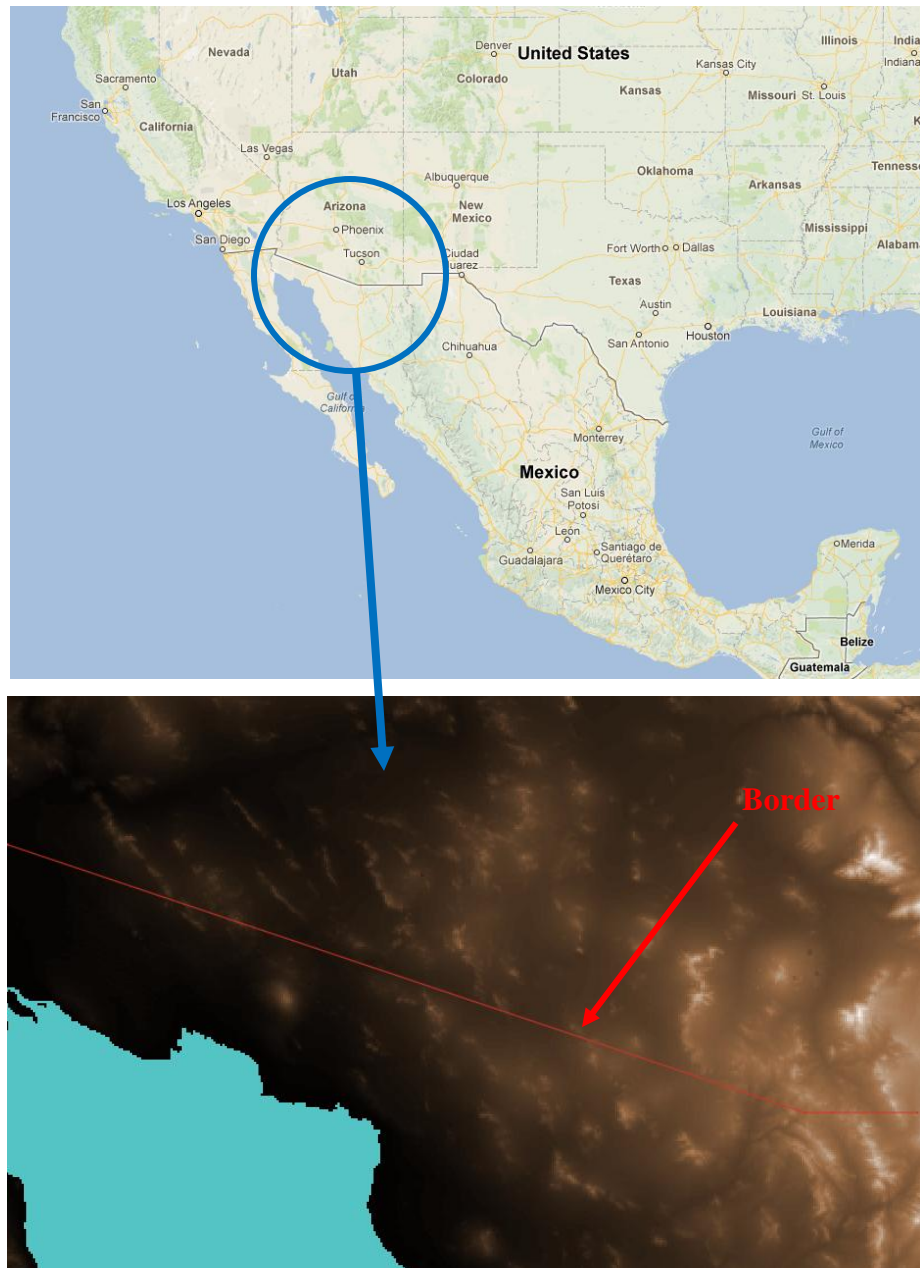 Nevada
Denver
United States
Illinois
India
Indiana
Kansas City
Utah
Colorado
Sacramento
Kansas
Missouri
St. Louis
San
Francisco
California
K
Las Vegas
Tenness
Oklahoma
Albuquerque
Arkansas
Los Angeles
Arizona
New
Mexico
Phoenix
Mississippi
San Diego
Fort Worth
Dallas
Alabam
Tucson
Ciudad
Juarez
Texas
Austin
Louisiana
San Antonio
Houston
Chihuahua
Gulf of
California
Gulf of
Mexico
Monterrey
Mexico
San Luis
Potosi
León
Merida
Guadalajara
Santiago de
Querétaro
Mexico City
Belize
Guatemala
Border